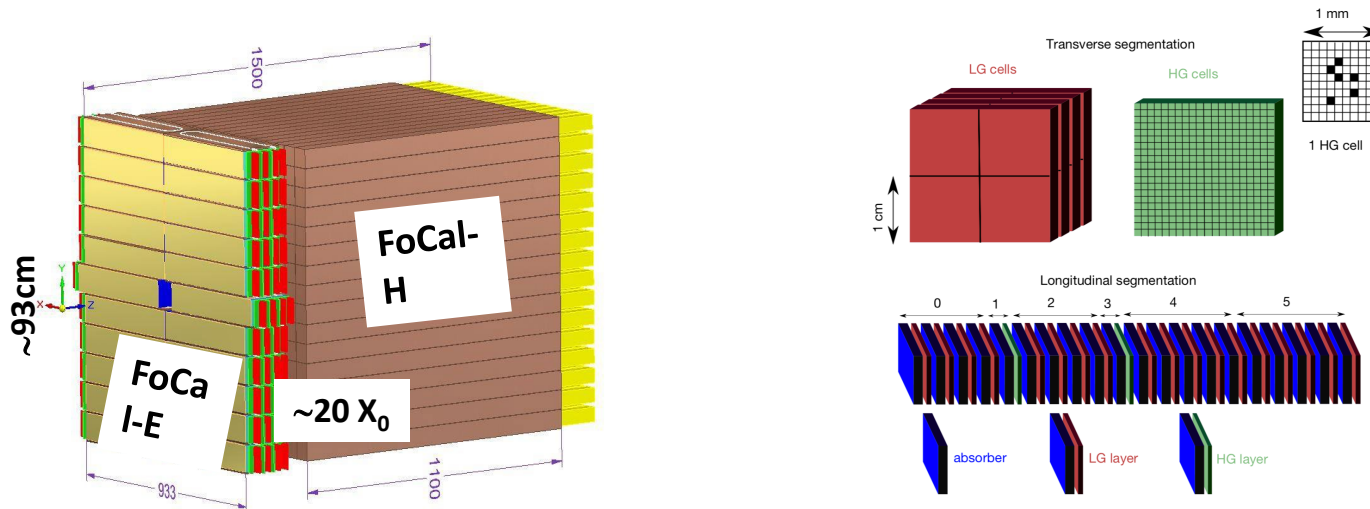 1500
~93cm
Y
X
Z
FoCal-
H
FoCa
l-E
~20 X₀
933
1100
1 mm
Transverse segmentation
LG cells
HG cells
1 HG cell
1 cm
Longitudinal segmentation
0
1
2
3
4
5
absorber
LG layer
HG layer